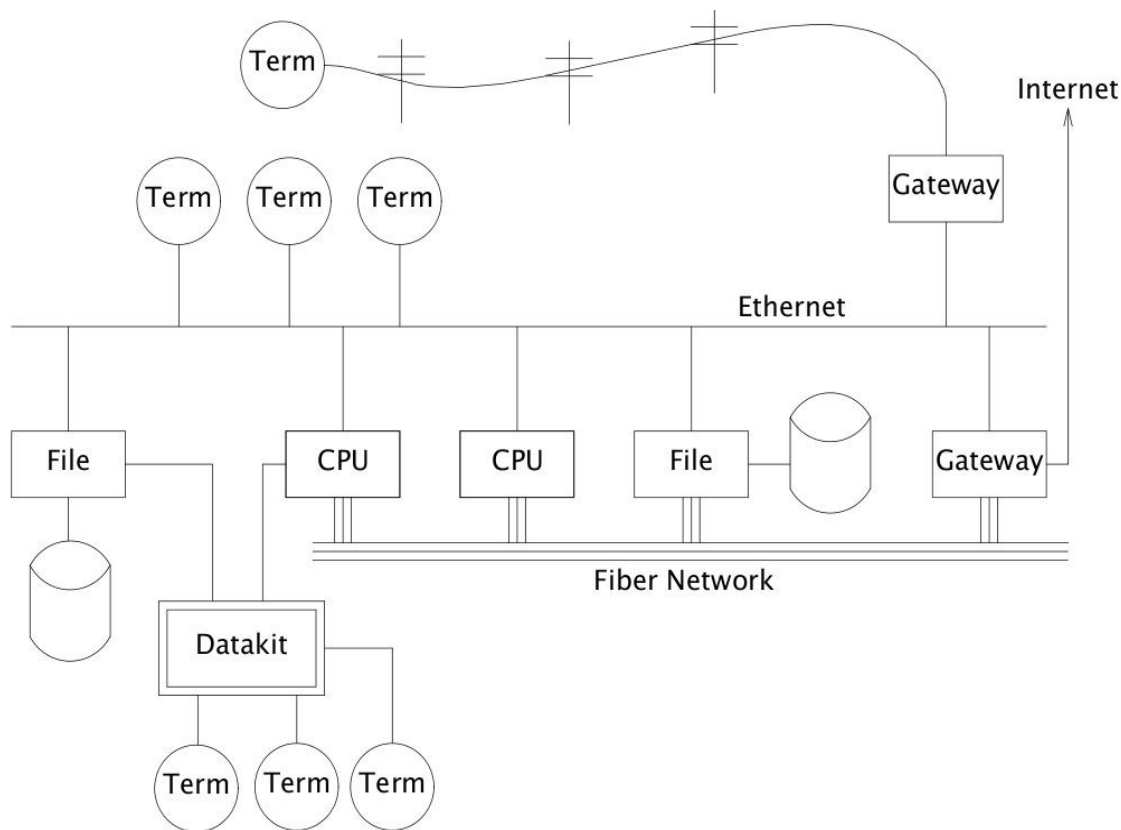 Term
Internet
Gateway
Term
Term
Term
Ethernet
File
CPU
CPU
File
Gateway
Fiber Network
Datakit
Term
Term
Term